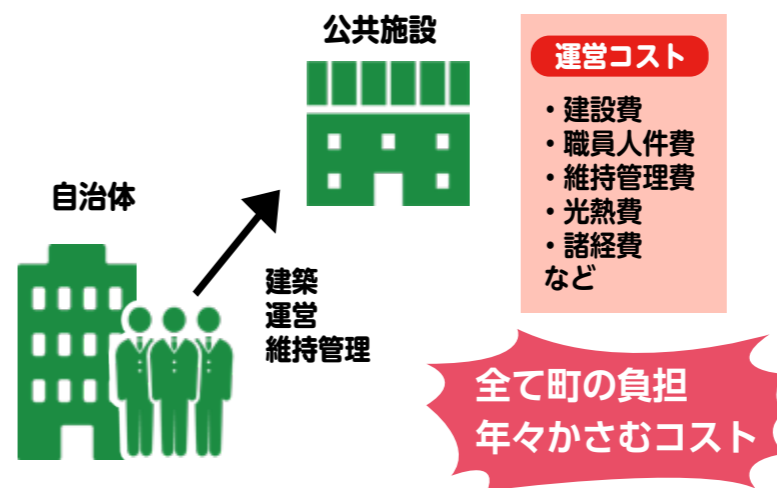 公共施設
運営コスト
・建設費
・職員人件費
・維持管理費
・光熱費
・諸経費
など
自治体
建築
運営
維持管理
全て町の負担
年々かさむコスト